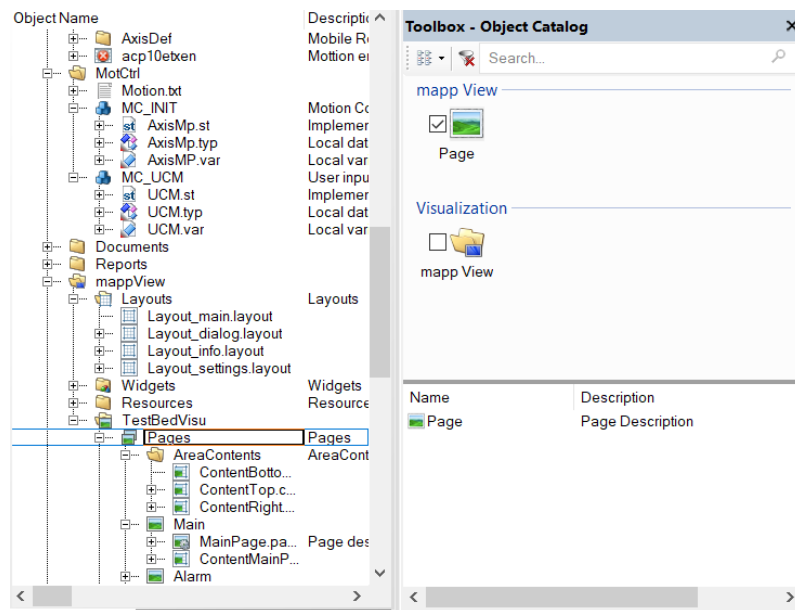 Object Name Descriptic
AxisDef Mobile R
acp10etxen Mottion e
MotCtrl
Motion.txt
MC_INIT Motion Co
st AxisMp.st Implemer
AxisMp.typ Local dat
AxisMP.var Local var
MC_UCM User inpu
st UCM.st Implemer
UCM.typ Local dat
UCM.var Local var
Documents
Reports
mappView
Layouts Layouts
Layout_main.layout
Layout_dialog.layout
Layout_info.layout
Layout_settings.layout
Widgets Widgets
Resources Resource
TestBedVisu
Pages Pages
AreaContents AreaCont
ContentBotto...
ContentTop.c...
ContentRight....
Main
MainPage.pa... Page des
ContentMainP...
Alarm
Toolbox - Object Catalog
Search...
mapp View
Page
Visualization
mapp View
Name Description
Page Page Description